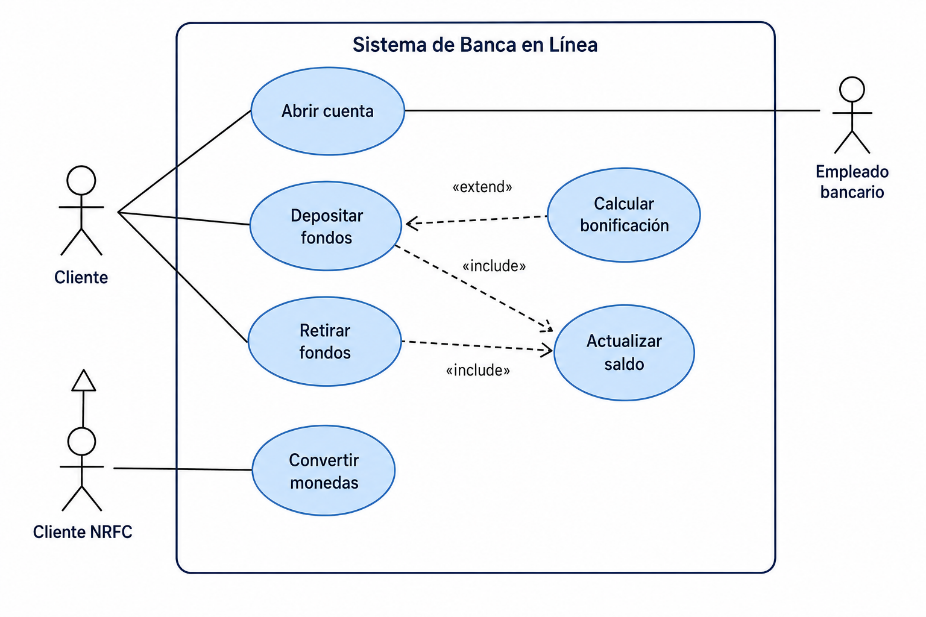 Sistema de Banca en Línea
Abrir cuenta
Empleado
bancario
Depositar
fondos
«extend»
Calcular
bonificación
Cliente
«include»
Retirar
fondos
«include»
Actualizar
saldo
Convertir
monedas
Cliente NRFC